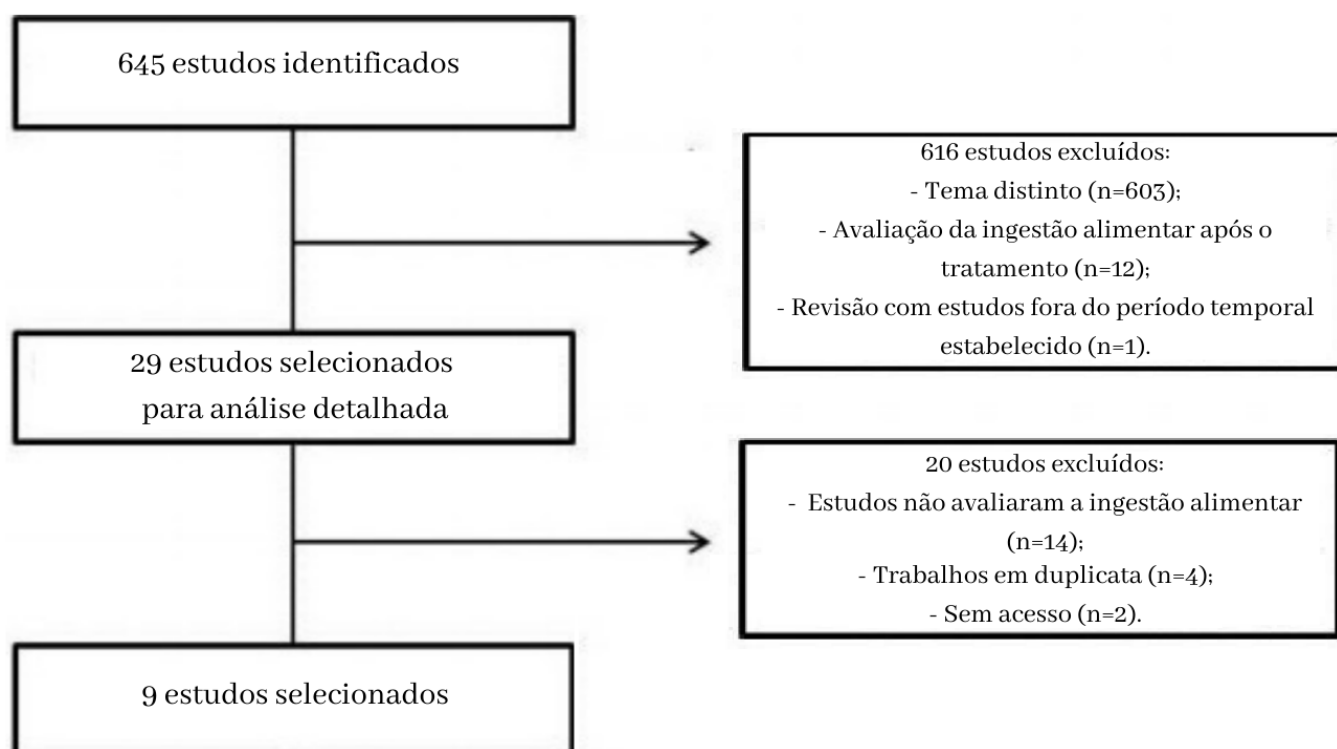 645 estudos identificados
616 estudos excluídos:
- Tema distinto (n=603);
- Avaliação da ingestão alimentar após o
tratamento (n=12);
- Revisão com estudos fora do período temporal
estabelecido (n=1).
29 estudos selecionados
para análise detalhada
20 estudos excluídos:
- Estudos não avaliaram a ingestão alimentar
(n=14);
- Trabalhos em duplicata (n=4);
- Sem acesso (n=2).
9 estudos selecionados